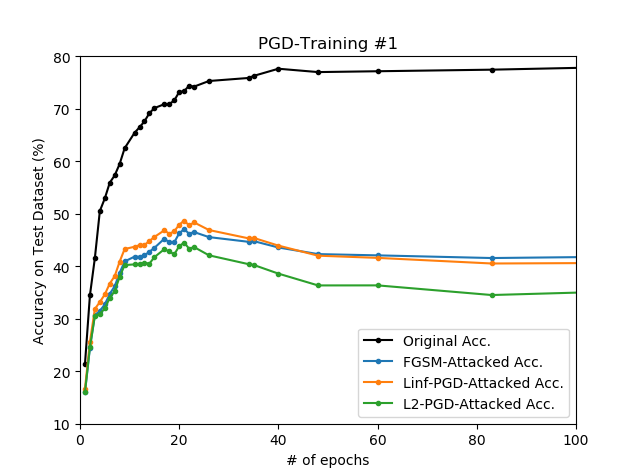 PGD-Training #1
Accuracy on Test Dataset (%)
80
70
60
50
40
30
20
10
0 20 40 60 80 100
# of epochs
Original Acc.
FGSM-Attacked Acc.
Linf-PGD-Attacked Acc.
L2-PGD-Attacked Acc.